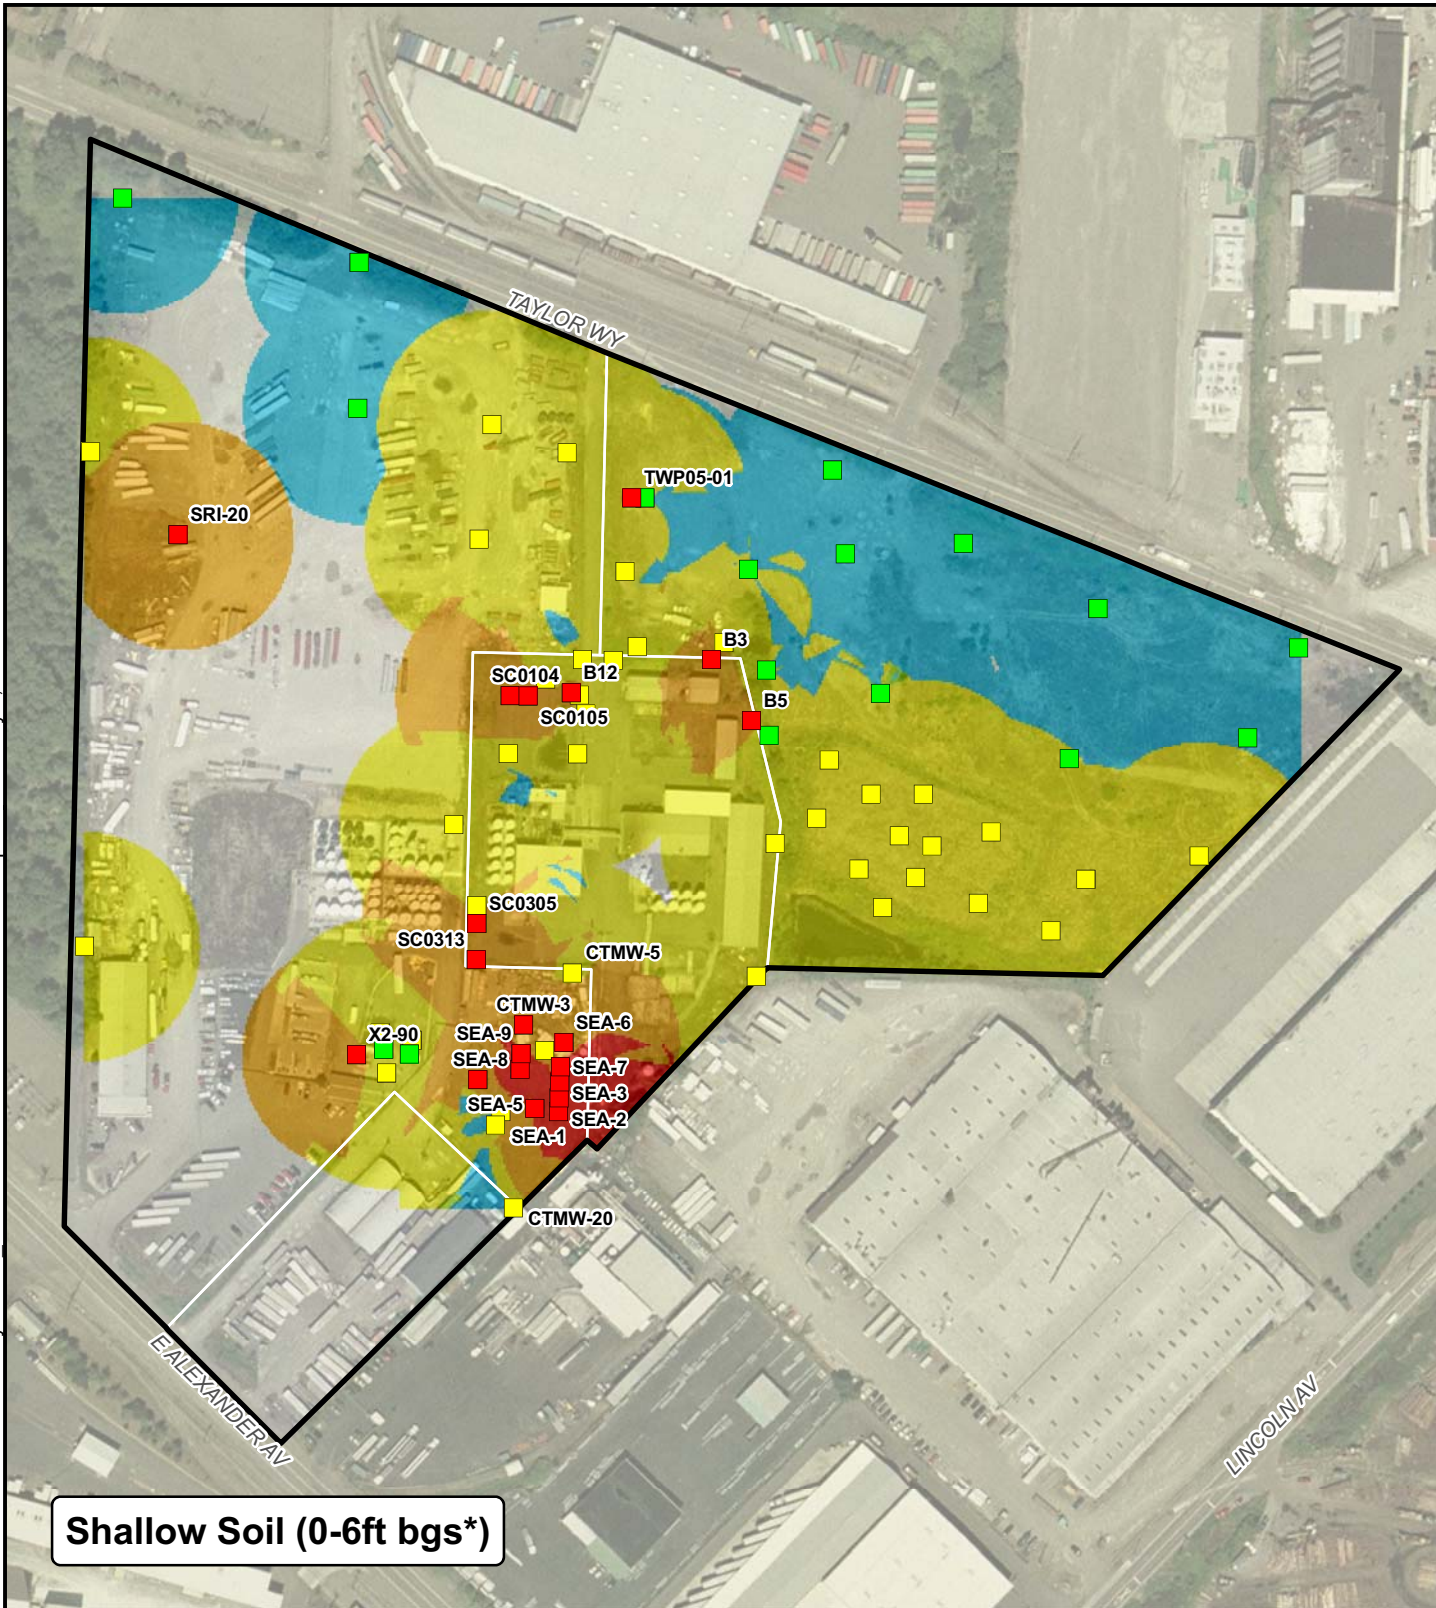 TAYLOR WY
TWP05-01
SRI-20
B3
SC0104
B12
SC0105
B5
SC0305
SC0313
CTMW-5
CTMW-3
SEA-6
X2-90
SEA-9
SEA-8
SEA-7
SEA-3
SEA-5
SEA-2
SEA-1
CTMW-20
E ALEXANDER AV
LINCOLN AV
Shallow Soil (0-6ft bgs*)